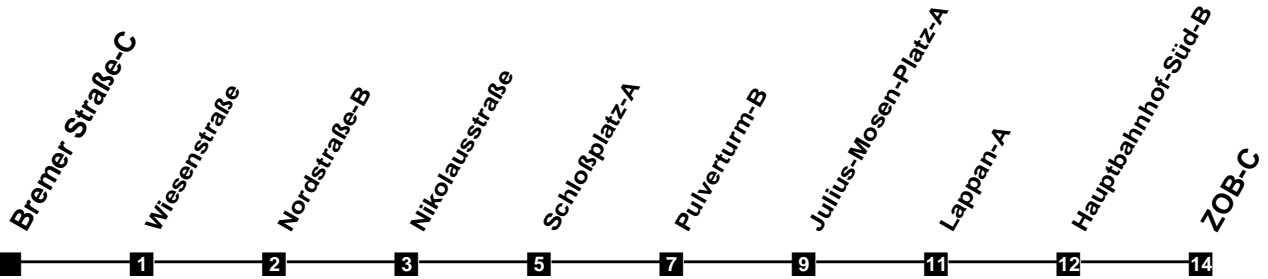 Bremer Straße-C
Wiesenstraße
Nordstraße-B
Nikolausstraße
Schloßplatz-A
Pulverturm-B
Julius-Mosen-Platz-A
Lappan-A
Hauptbahnhof-Süd-B
ZOB-C
1 2 3 5 7 9 11 12 14